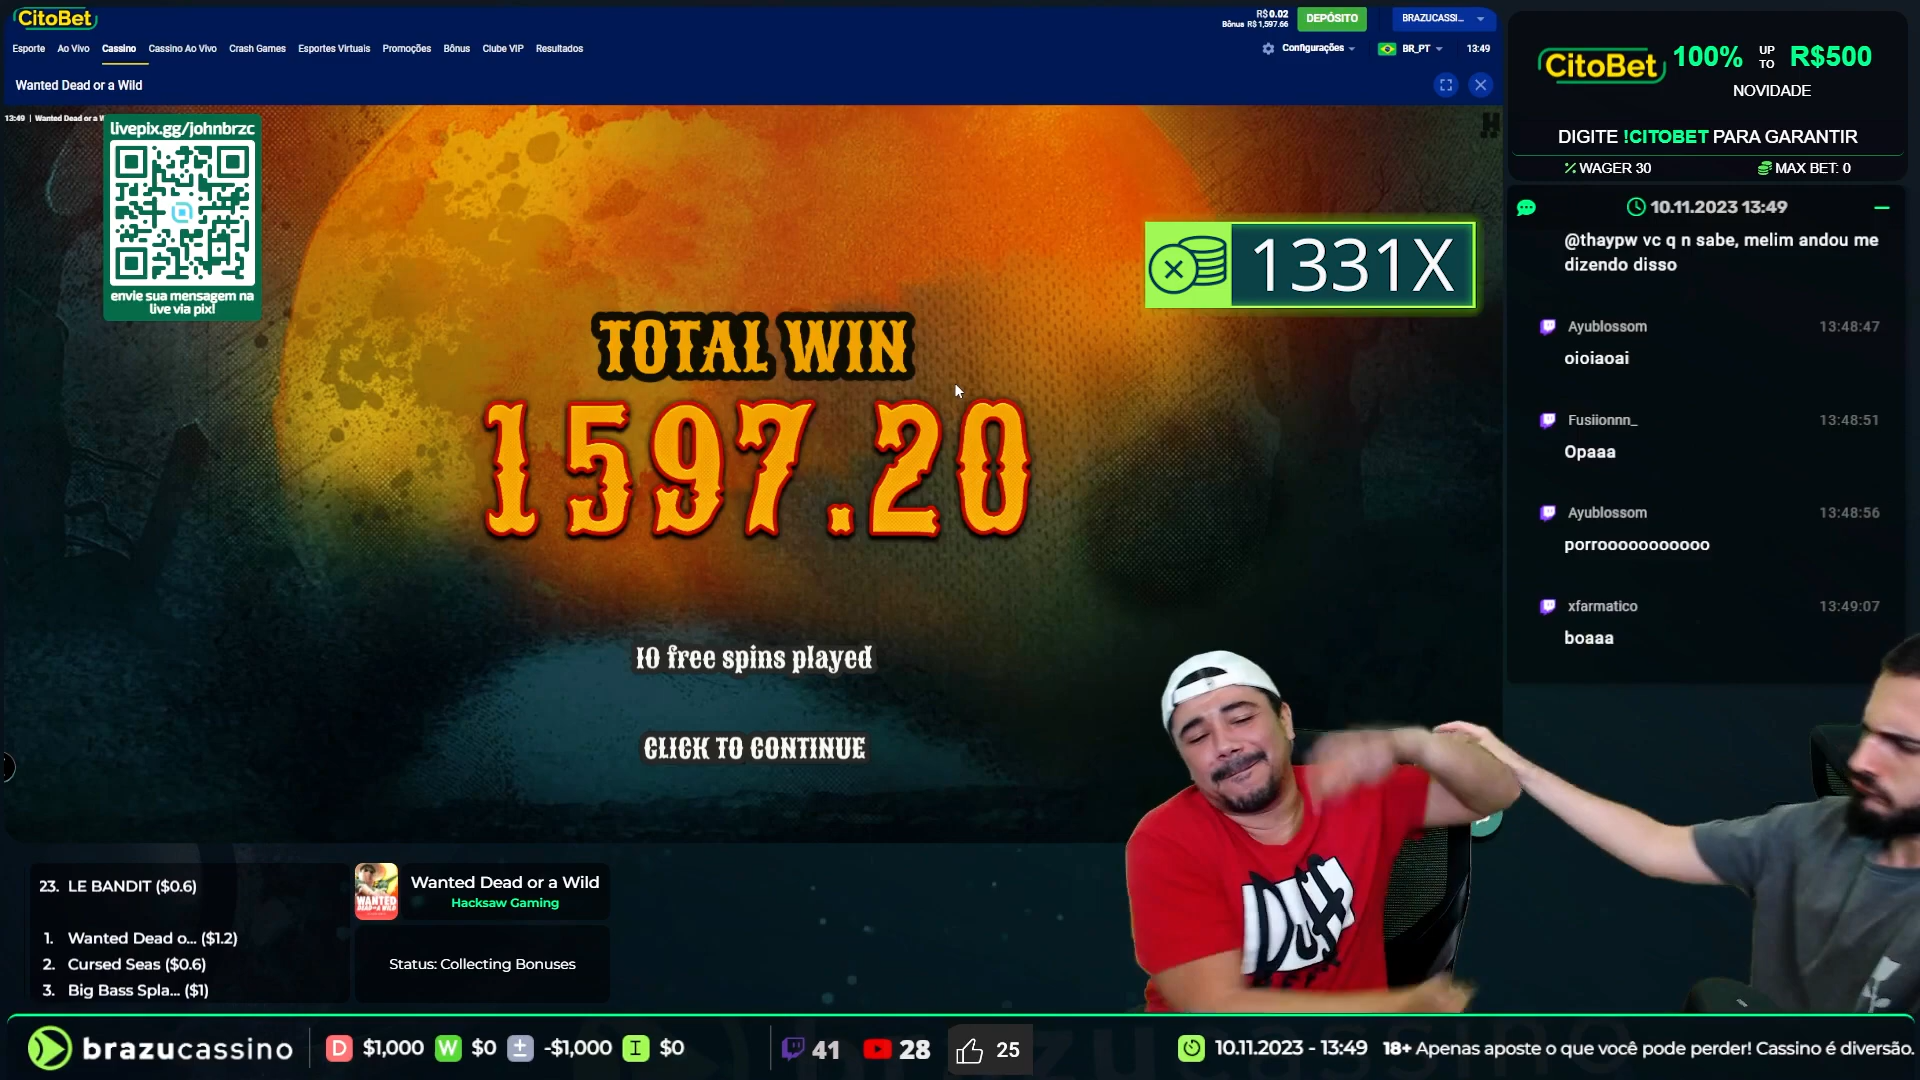 CitoBet
R$ 0.02
Bônus R$ 1,597.66
DEPÓSITO
BRAZUCASSI...
Esporte Ao Vivo Cassino Cassino Ao Vivo Crash Games Esportes Virtuais Promoções Bônus Clube VIP Resultados
Configurações BR_PT 13:49
Wanted Dead or a Wild
13:49 | Wanted Dead or a W
livepix.gg/johnbrzc
envie sua mensagem na
live via pix!
1331X
TOTAL WIN
1597.20
10 free spins played
CLICK TO CONTINUE
CitoBet 100% UP TO R$500
NOVIDADE
DIGITE !CITOBET PARA GARANTIR
WAGER 30 MAX BET: 0
10.11.2023 13:49
@thaypw vc q n sabe, melim andou me
dizendo disso
Ayublossom 13:48:47
oioiaoai
Fusiionnn_ 13:48:51
Opaaa
Ayublossom 13:48:56
porrooooooooooo
xfarmatico 13:49:07
boaaa
DUFF
23. LE BANDIT ($0.6)
1. Wanted Dead o... ($1.2)
2. Cursed Seas ($0.6)
3. Big Bass Spla... ($1)
WANTED
Wanted Dead or a Wild
Hacksaw Gaming
Status: Collecting Bonuses
brazucassino D $1,000 W $0 ± -$1,000 I $0
41 28 25
10.11.2023 - 13:49 18+ Apenas aposte o que você pode perder! Cassino é diversão.